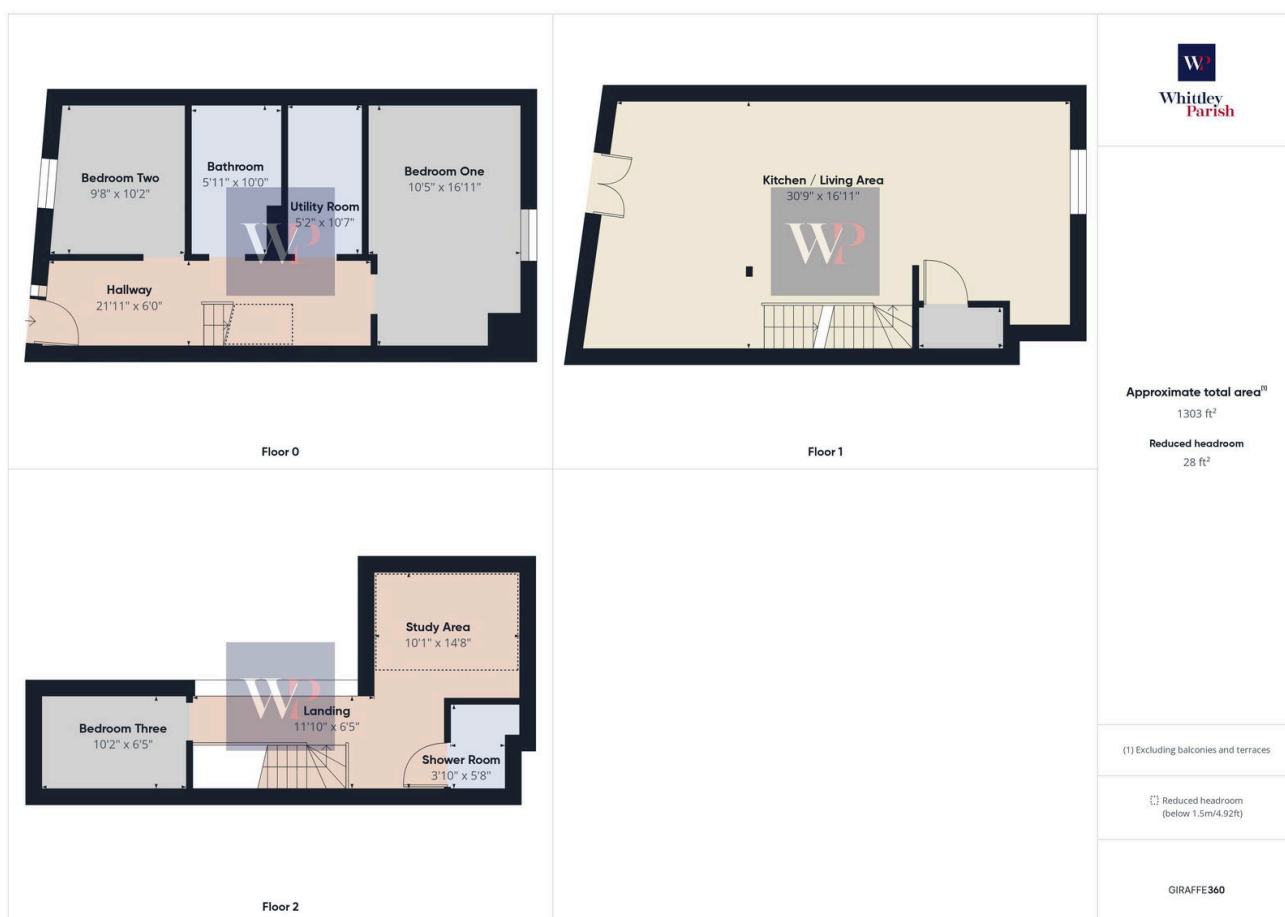 Bedroom Two
9'8" x 10'2"
Bathroom
5'11" x 10'0"
Utility Room
5'2" x 10'7"
Bedroom One
10'5" x 16'11"
Hallway
21'11" x 6'0"
WP
Floor 0
Kitchen / Living Area
30'9" x 16'11"
WP
Floor 1
Study Area
10'1" x 14'8"
Bedroom Three
10'2" x 6'5"
WP
Landing
11'10" x 6'5"
Shower Room
3'10" x 5'8"
Floor 2
WP
Whittley
Parish
Approximate total area(1)
1303 ft²
Reduced headroom
28 ft²
(1) Excluding balconies and terraces
Reduced headroom
(below 1.5m/4.92ft)
GIRAFFE360